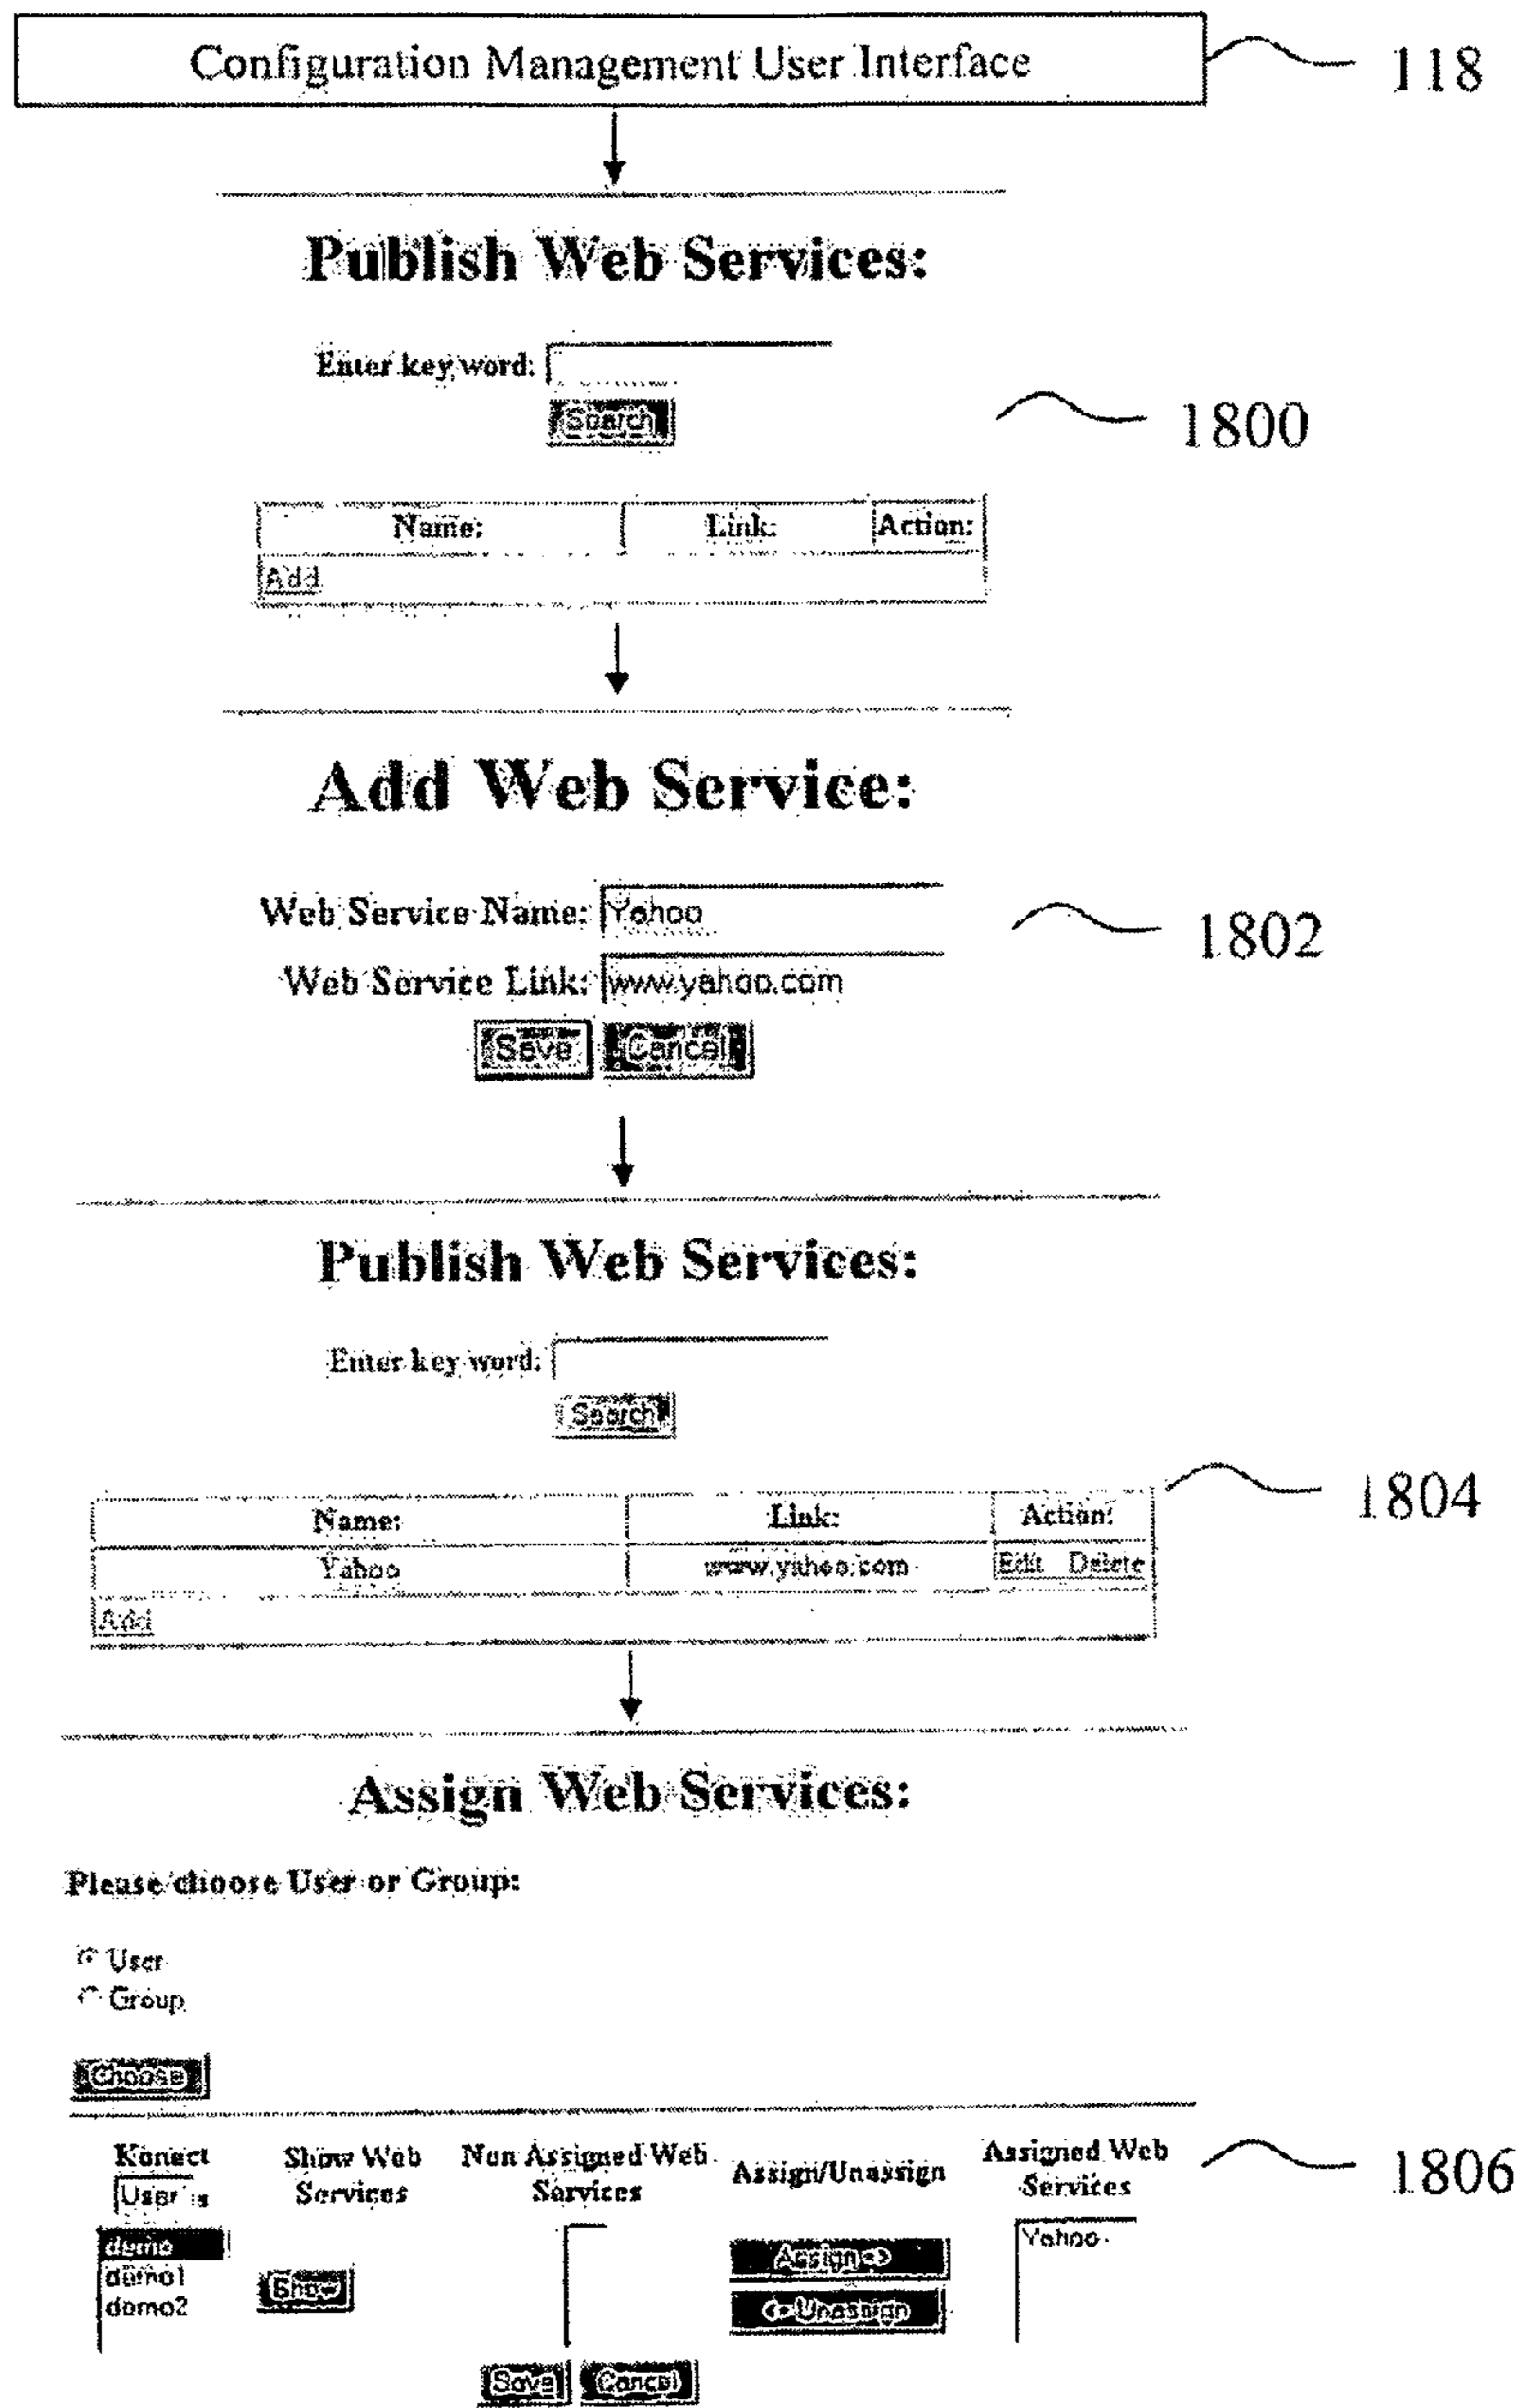 Configuration Management User Interface 118
Publish Web Services:
Enter key word:
Search
1800
Name: Link: Action:
Add
Add Web Service:
Web Service Name: Yahoo
1802
Web Service Link: www.yahoo.com
Save Cancel
Publish Web Services:
Enter key word:
Search
1804
Name: Link: Action:
Yahoo www.yahoo.com Edit Delete
Add
Assign Web Services:
Please choose User or Group:
User
Group
Choose
Konect Show Web Services Non Assigned Web Services Assign/Unassign Assigned Web Services 1806
User
demo
demo1
demo2
Show
Assign=>
<=Unassign
Yahoo
Save Cancel